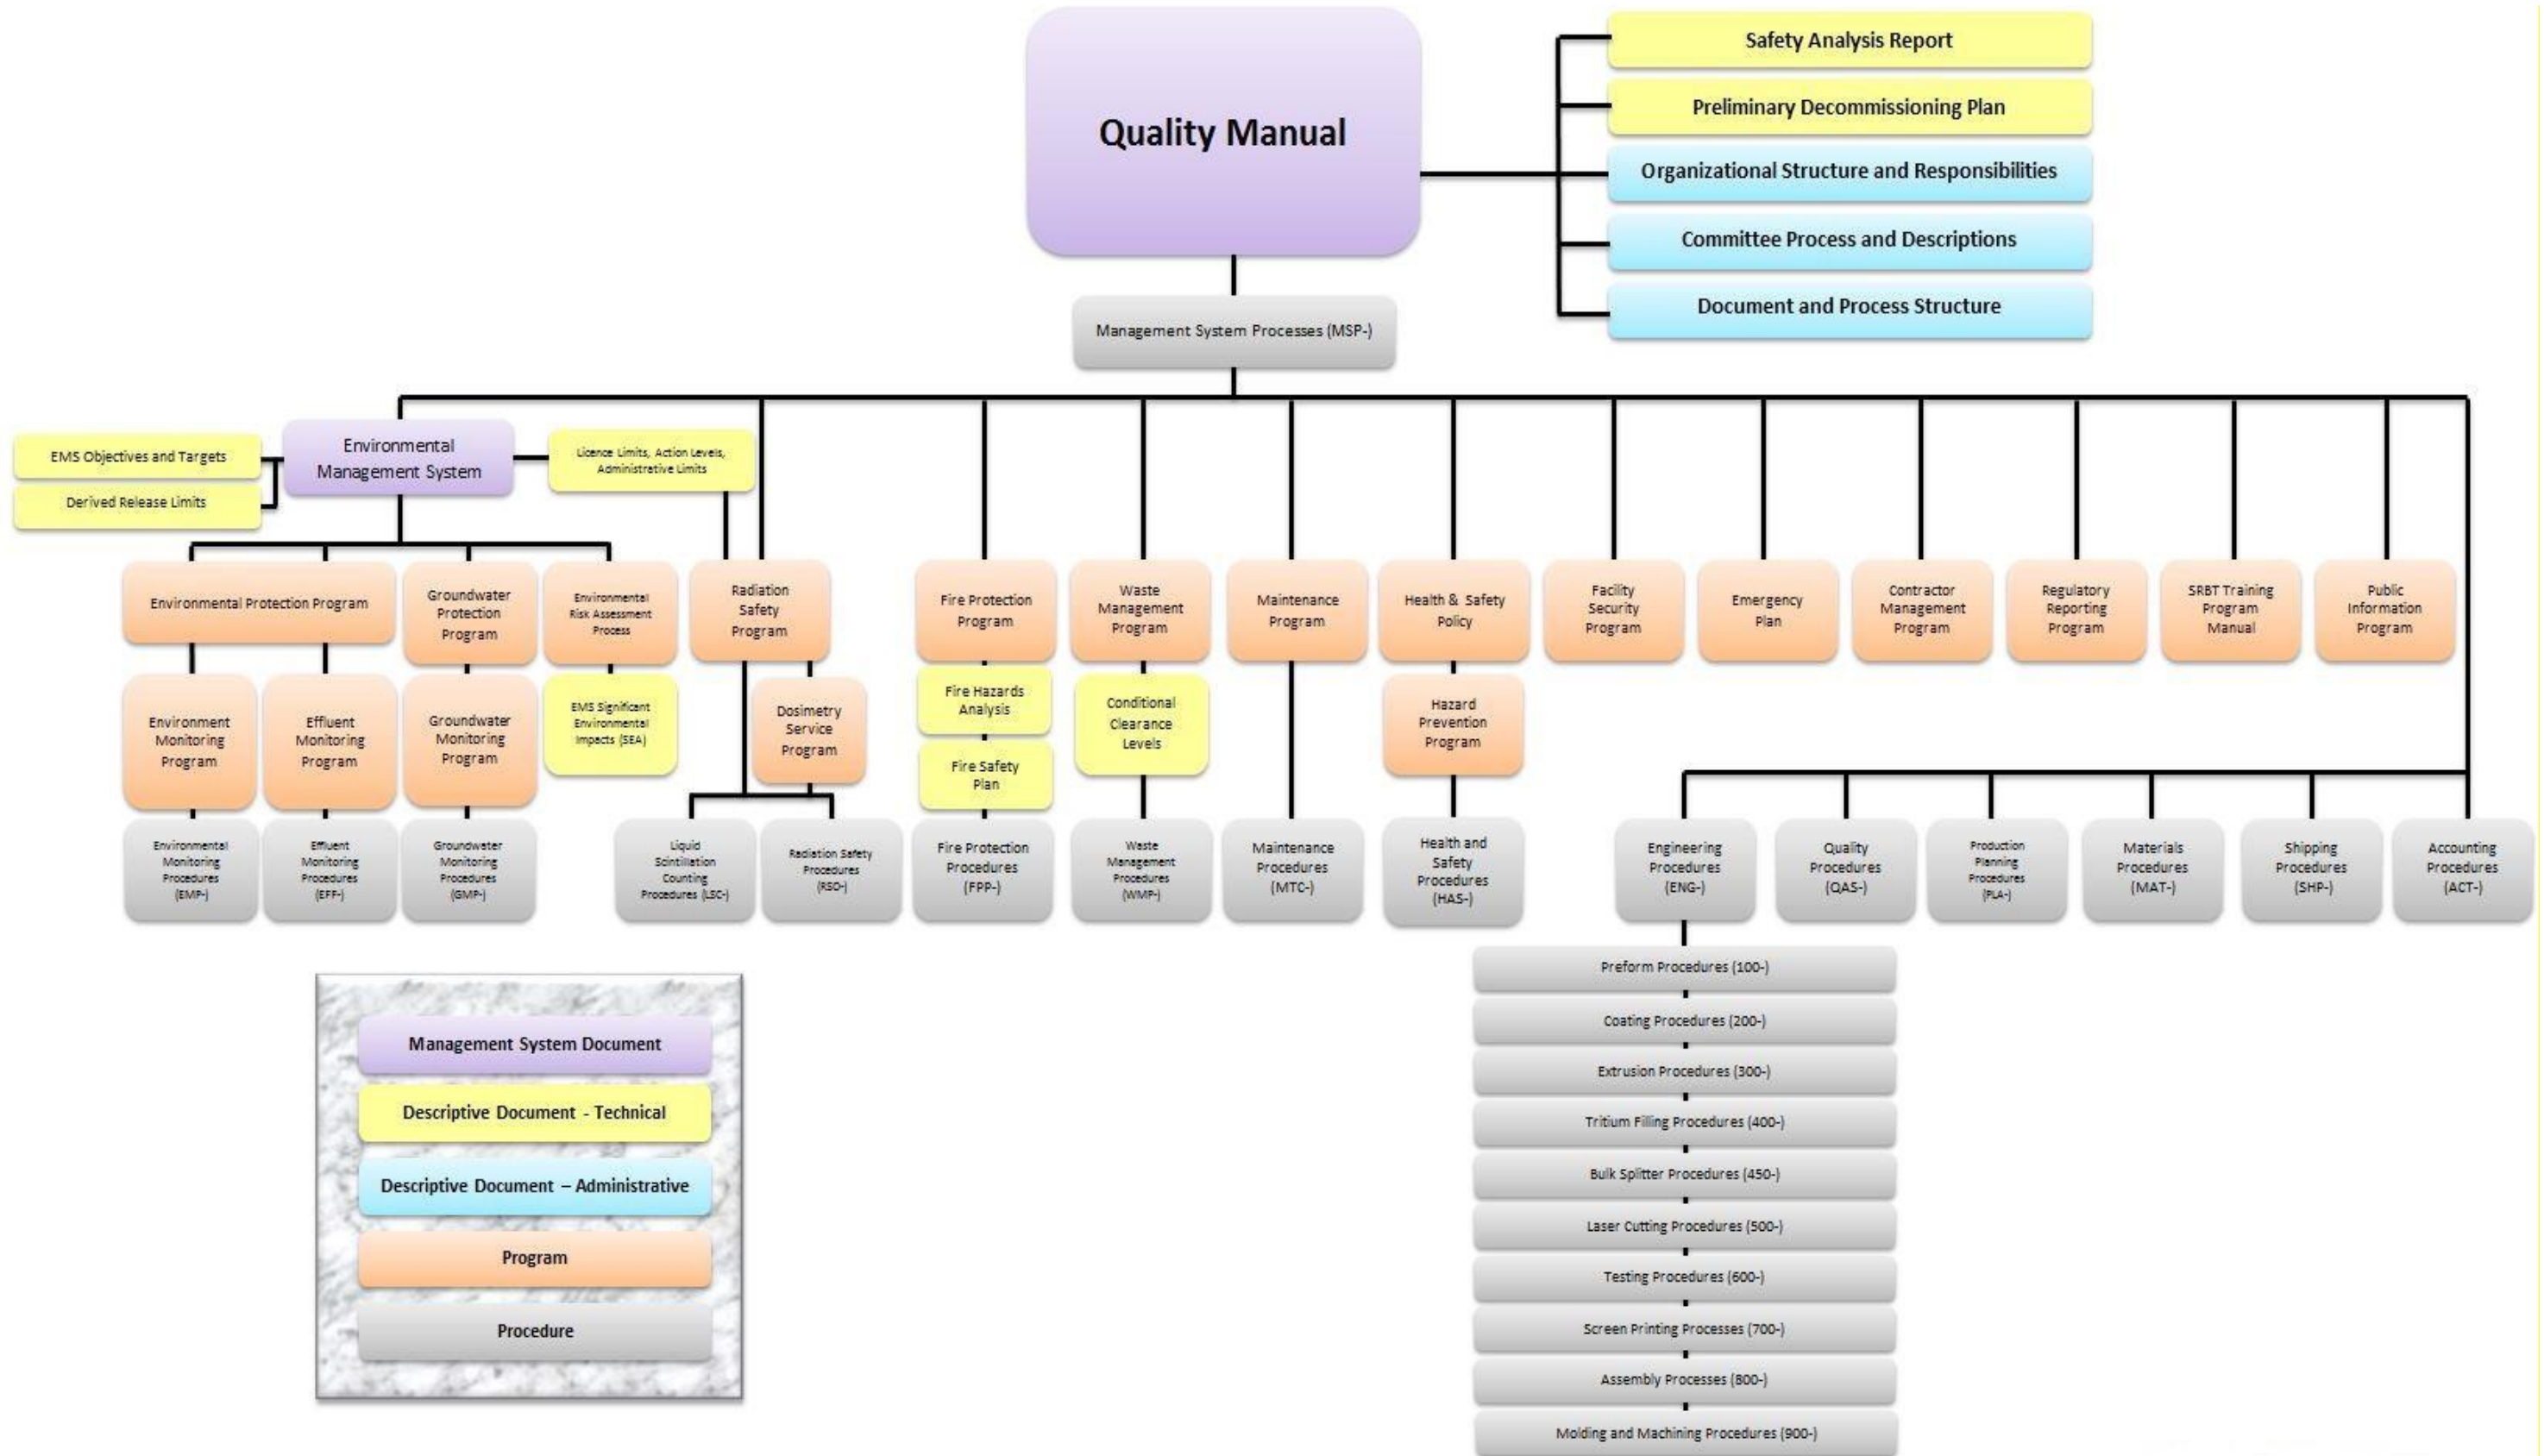 Quality Manual
Safety Analysis Report
Preliminary Decommissioning Plan
Organizational Structure and Responsibilities
Committee Process and Descriptions
Document and Process Structure
Management System Processes (MSP-)
EMS Objectives and Targets
Derived Release Limits
Environmental
Management System
Licence Limits, Action Levels,
Administrative Limits
Environmental Protection Program
Groundwater
Protection
Program
Environmental
Risk Assessment
Process
Radiation
Safety
Program
Fire Protection
Program
Waste
Management
Program
Maintenance
Program
Health & Safety
Policy
Facility
Security
Program
Emergency
Plan
Contractor
Management
Program
Regulatory
Reporting
Program
SRBT Training
Program
Manual
Public
Information
Program
Environment
Monitoring
Program
Effluent
Monitoring
Program
Groundwater
Monitoring
Program
EMS Significant
Environmental
Impacts (SEA)
Dosimetry
Service
Program
Fire Hazards
Analysis
Fire Safety
Plan
Conditional
Clearance
Levels
Hazard
Prevention
Program
Environmental
Monitoring
Procedures
(EMP-)
Effluent
Monitoring
Procedures
(EFF-)
Groundwater
Monitoring
Procedures
(GMP-)
Liquid
Scintillation
Counting
Procedures (LSC-)
Radiation Safety
Procedures
(RSO-)
Fire Protection
Procedures
(FPP-)
Waste
Management
Procedures
(WMP-)
Maintenance
Procedures
(MTC-)
Health and
Safety
Procedures
(HAS-)
Engineering
Procedures
(ENG-)
Quality
Procedures
(QAS-)
Production
Planning
Procedures
(PLA-)
Materials
Procedures
(MAT-)
Shipping
Procedures
(SHP-)
Accounting
Procedures
(ACT-)
Preform Procedures (100-)
Coating Procedures (200-)
Extrusion Procedures (300-)
Tritium Filling Procedures (400-)
Bulk Splitter Procedures (450-)
Laser Cutting Procedures (500-)
Testing Procedures (600-)
Screen Printing Processes (700-)
Assembly Processes (800-)
Molding and Machining Procedures (900-)
Management System Document
Descriptive Document - Technical
Descriptive Document – Administrative
Program
Procedure